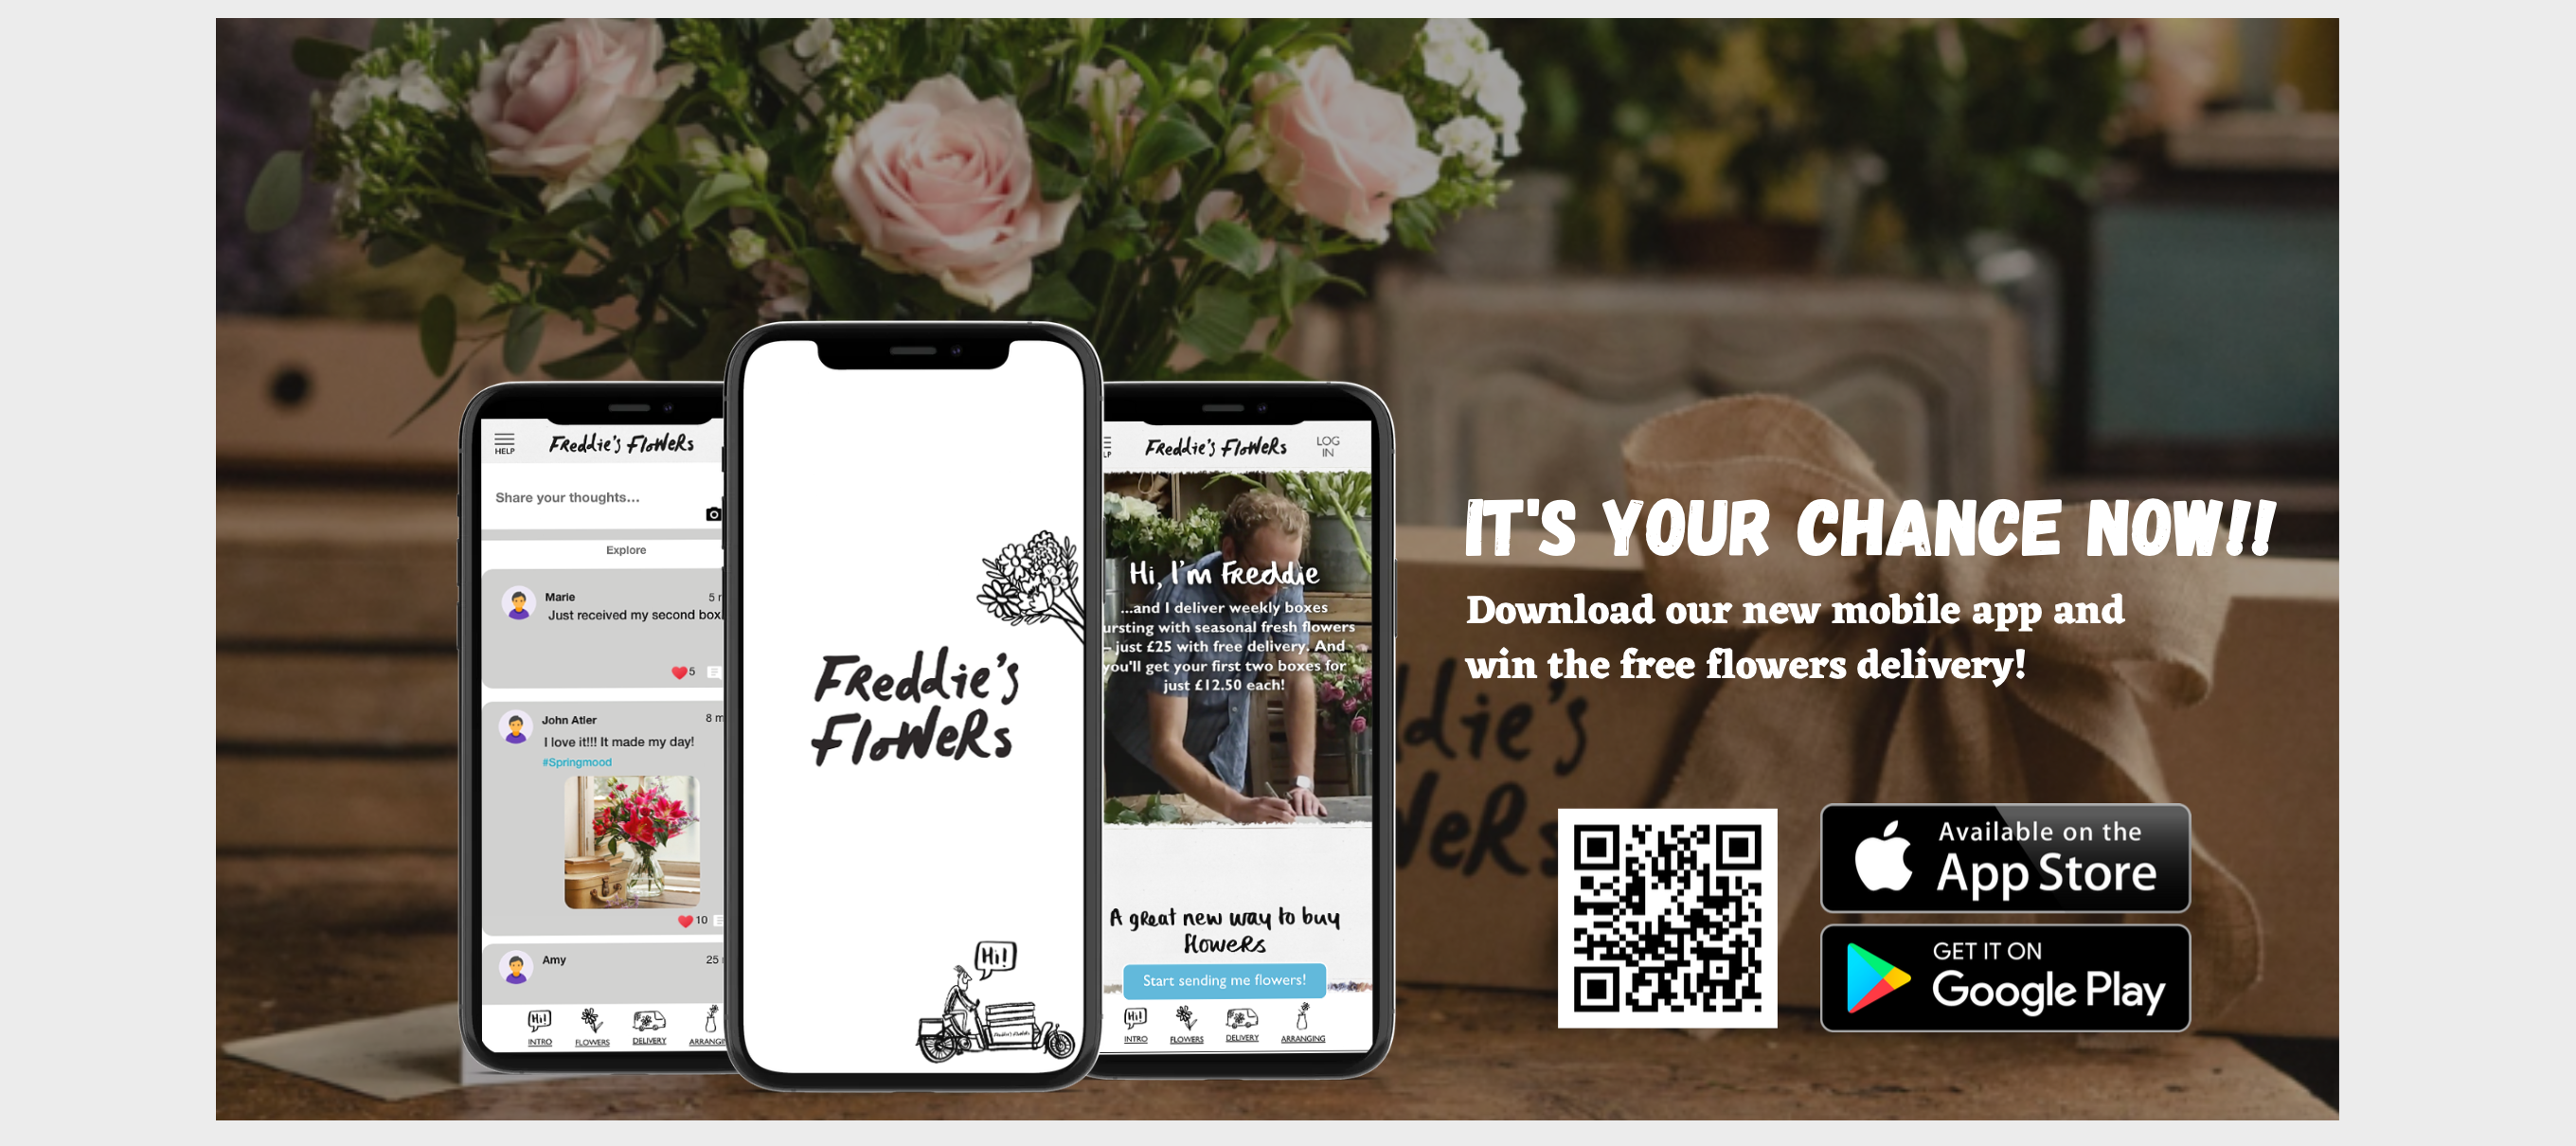 HELP
Freddie's Flowers
Share your thoughts...
Explore
Marie
Just received my second box
5
John Atler
8 m
I love it!!! It made my day!
#Springmood
10
Amy
25
Hi!
INTRO
FLOWERS
DELIVERY
Freddie's
Flowers
Hi!
Freddie's Flowers
LOG
IN
Hi, I'm Freddie
...and I deliver weekly boxes
ursting with seasonal fresh flowers
– just £25 with free delivery. And
you'll get your first two boxes for
just £12.50 each!
A great new way to buy
flowers
Start sending me flowers!
Hi!
INTRO
FLOWERS
DELIVERY
ARRANGING
IT'S YOUR CHANCE NOW!!
Download our new mobile app and
win the free flowers delivery!
Available on the
App Store
GET IT ON
Google Play